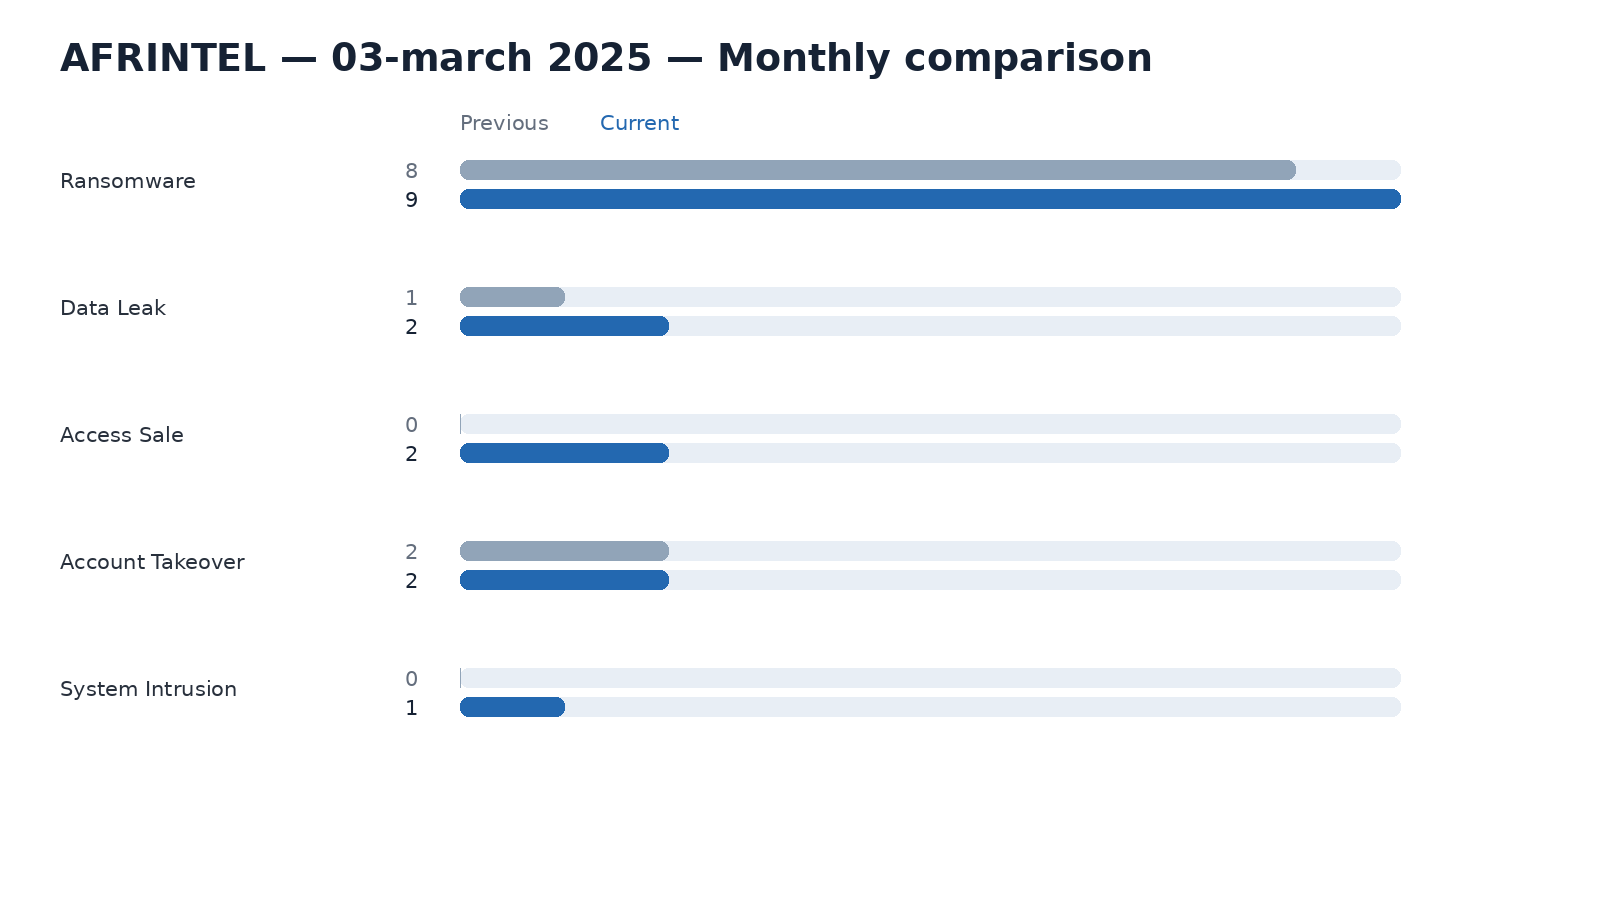 AFRINTEL — 03-march 2025 — Monthly comparison
Previous Current
Ransomware
8
9
Data Leak
1
2
Access Sale
0
2
Account Takeover
2
2
System Intrusion
0
1